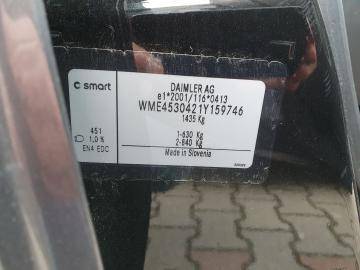 smart
DAIMLER AG
e1*2001/116*0413
WME4530421Y159746
1435 Kg
1-630 Kg
2-840 Kg
Made in Slovenia
451
1,0 %
EN4 EDC